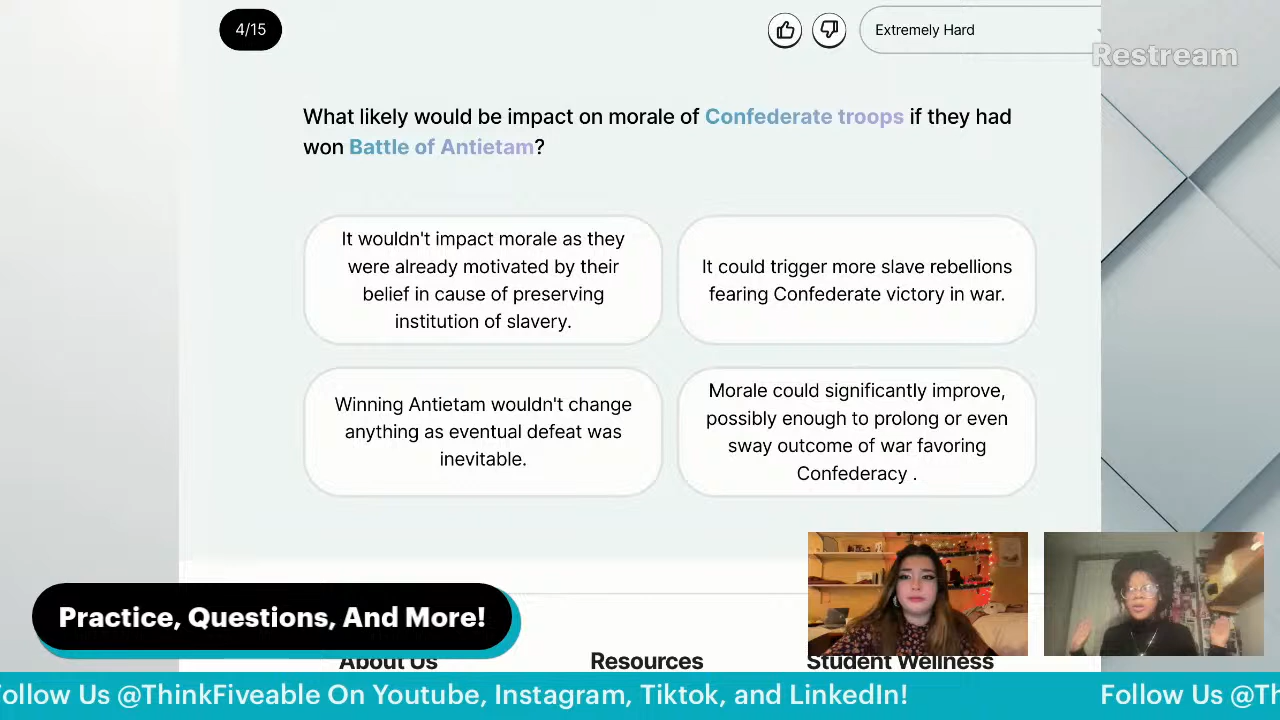 4/15
Extremely Hard
Restream
What likely would be impact on morale of Confederate troops if they had
won Battle of Antietam?
It wouldn't impact morale as they
were already motivated by their
belief in cause of preserving
institution of slavery.
It could trigger more slave rebellions
fearing Confederate victory in war.
Winning Antietam wouldn't change
anything as eventual defeat was
inevitable.
Morale could significantly improve,
possibly enough to prolong or even
sway outcome of war favoring
Confederacy .
Practice, Questions, And More!
About Us
Resources
Student Wellness
Follow Us @ThinkFiveable On Youtube, Instagram, Tiktok, and LinkedIn!
Follow Us @Th